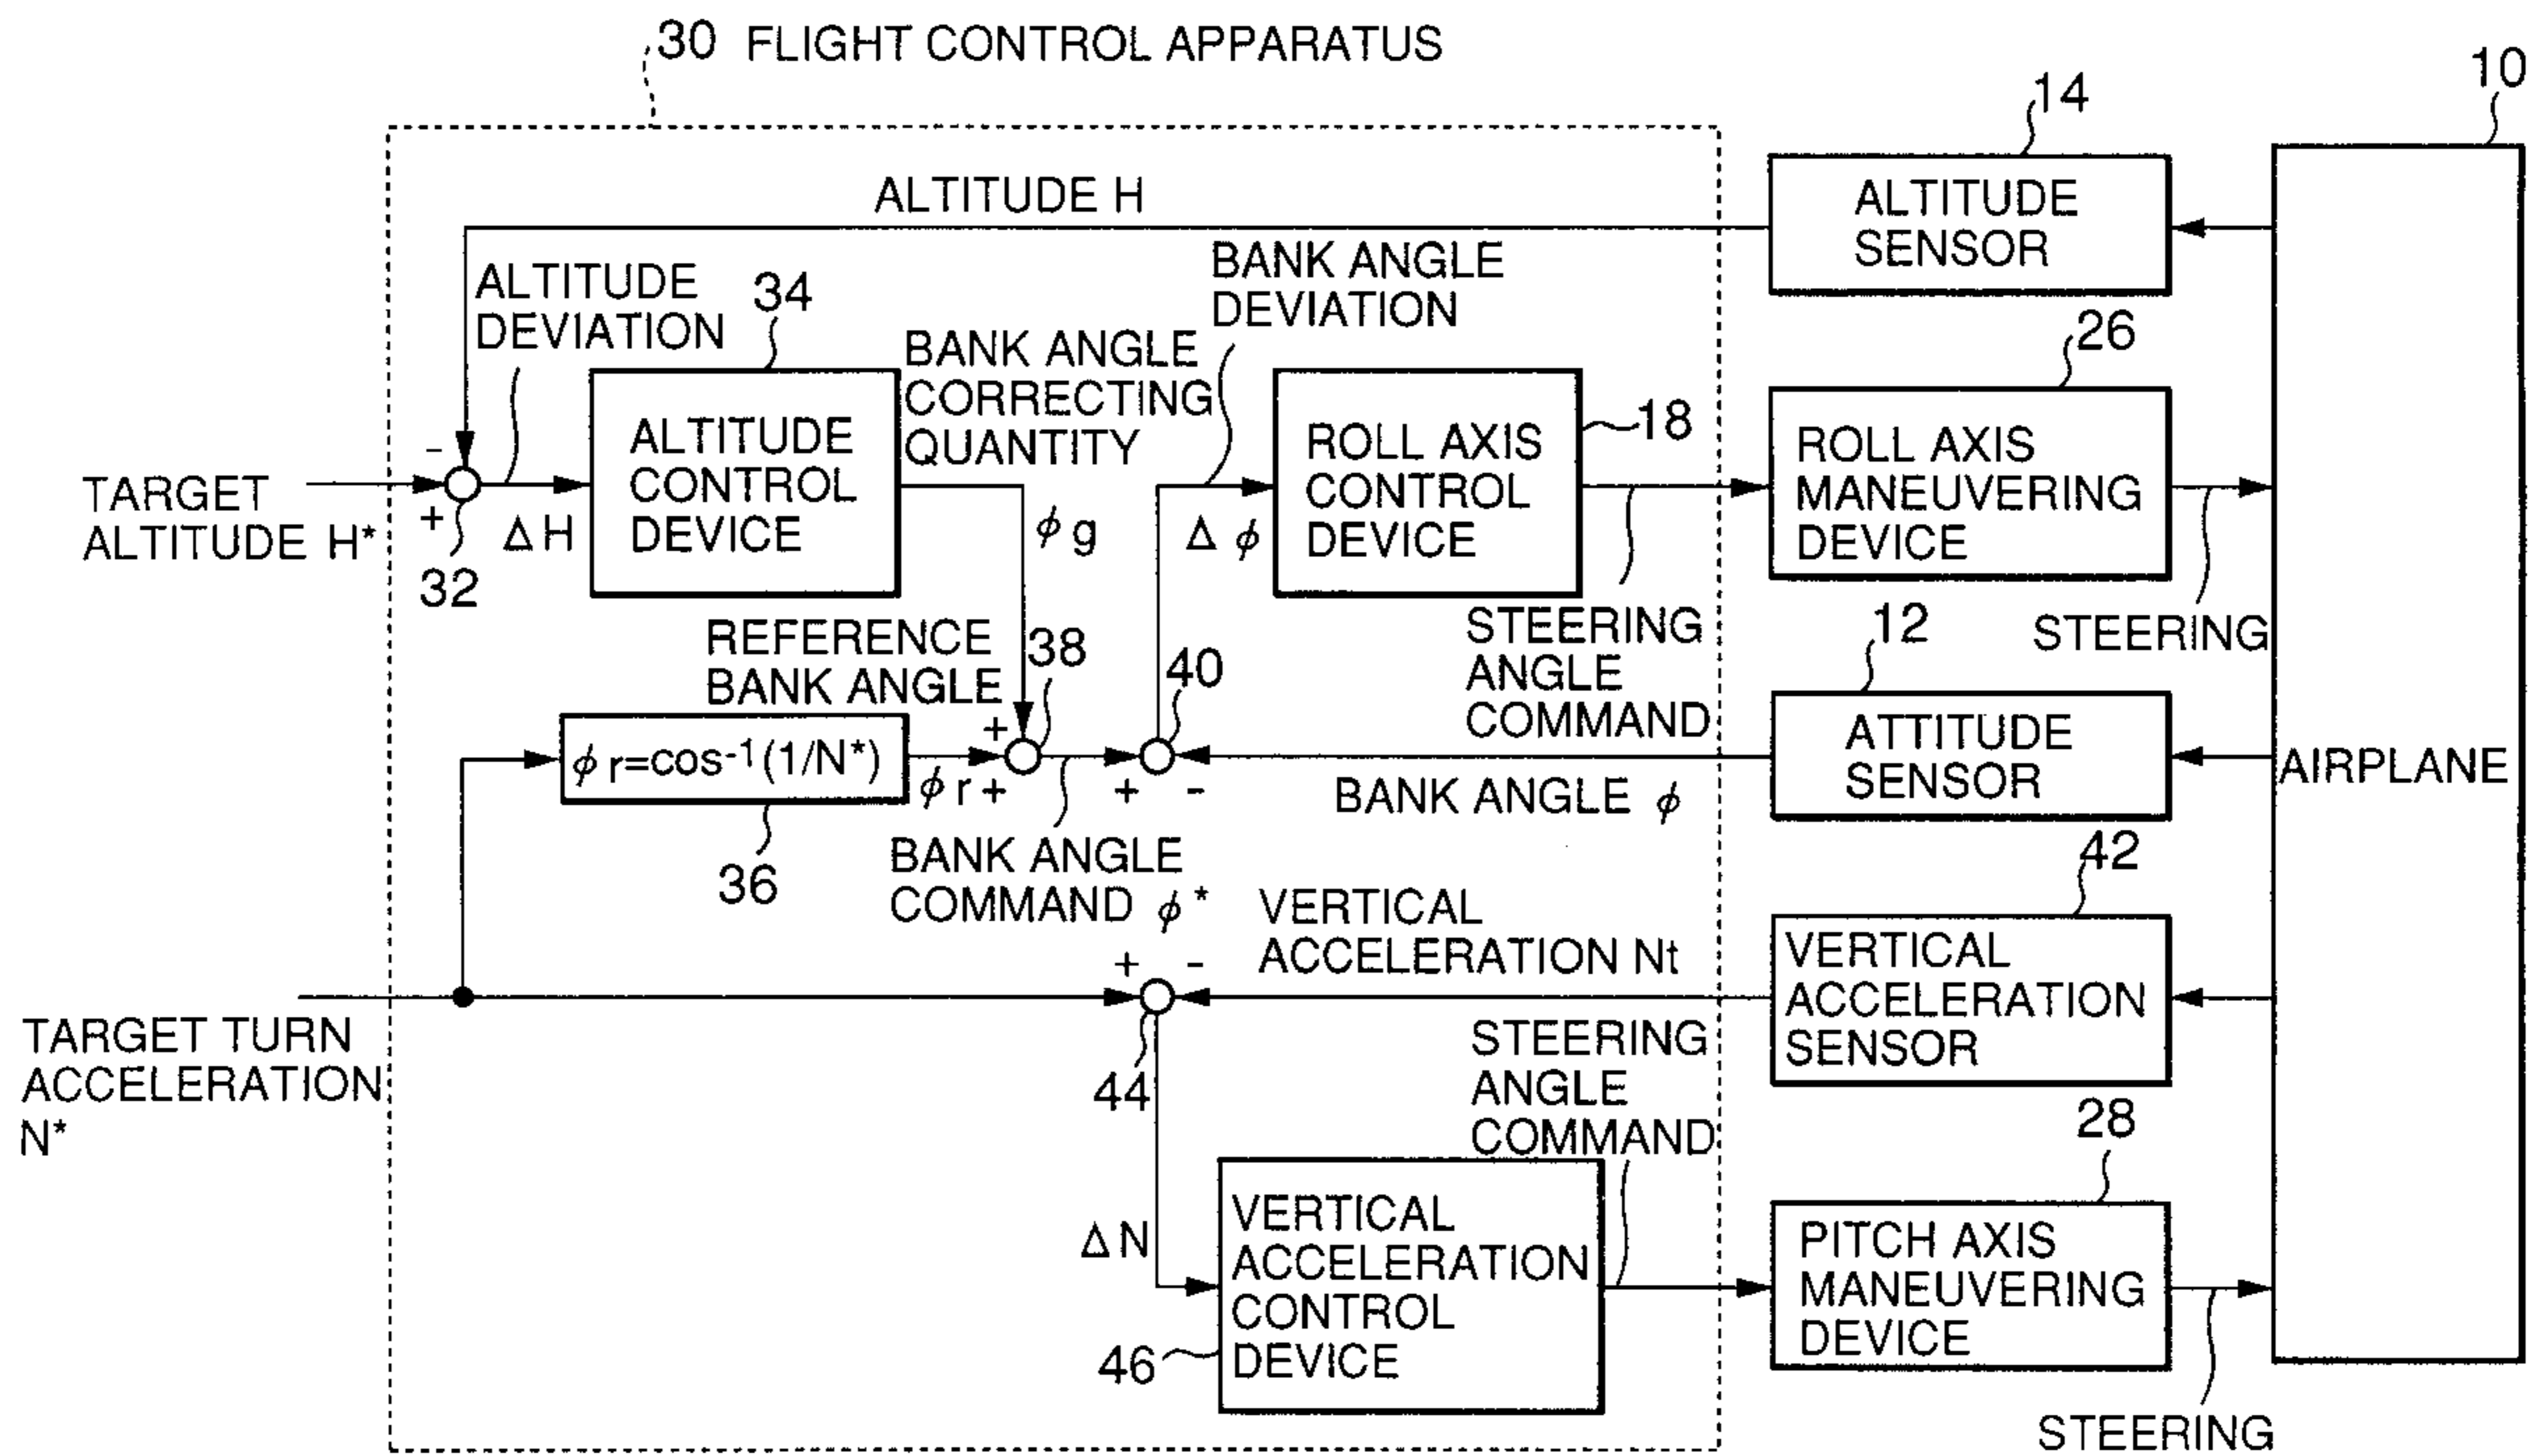 30 FLIGHT CONTROL APPARATUS
10
14
ALTITUDE H
ALTITUDE
SENSOR
ALTITUDE
DEVIATION
34
BANK ANGLE
DEVIATION
26
BANK ANGLE
CORRECTING
QUANTITY
ALTITUDE
CONTROL
DEVICE
ROLL AXIS
CONTROL
DEVICE
18
ROLL AXIS
MANEUVERING
DEVICE
TARGET
ALTITUDE H*
-
+
32
ΔH
ϕg
Δϕ
STEERING
ANGLE
COMMAND
STEERING
12
REFERENCE
BANK ANGLE
38
40
ϕr=cos-1(1/N*)
36
ϕr
+
+
+
-
BANK ANGLE ϕ
ATTITUDE
SENSOR
AIRPLANE
BANK ANGLE
COMMAND ϕ*
42
VERTICAL
ACCELERATION Nt
VERTICAL
ACCELERATION
SENSOR
+
-
44
TARGET TURN
ACCELERATION
N*
STEERING
ANGLE
COMMAND
28
ΔN
VERTICAL
ACCELERATION
CONTROL
DEVICE
46
PITCH AXIS
MANEUVERING
DEVICE
STEERING